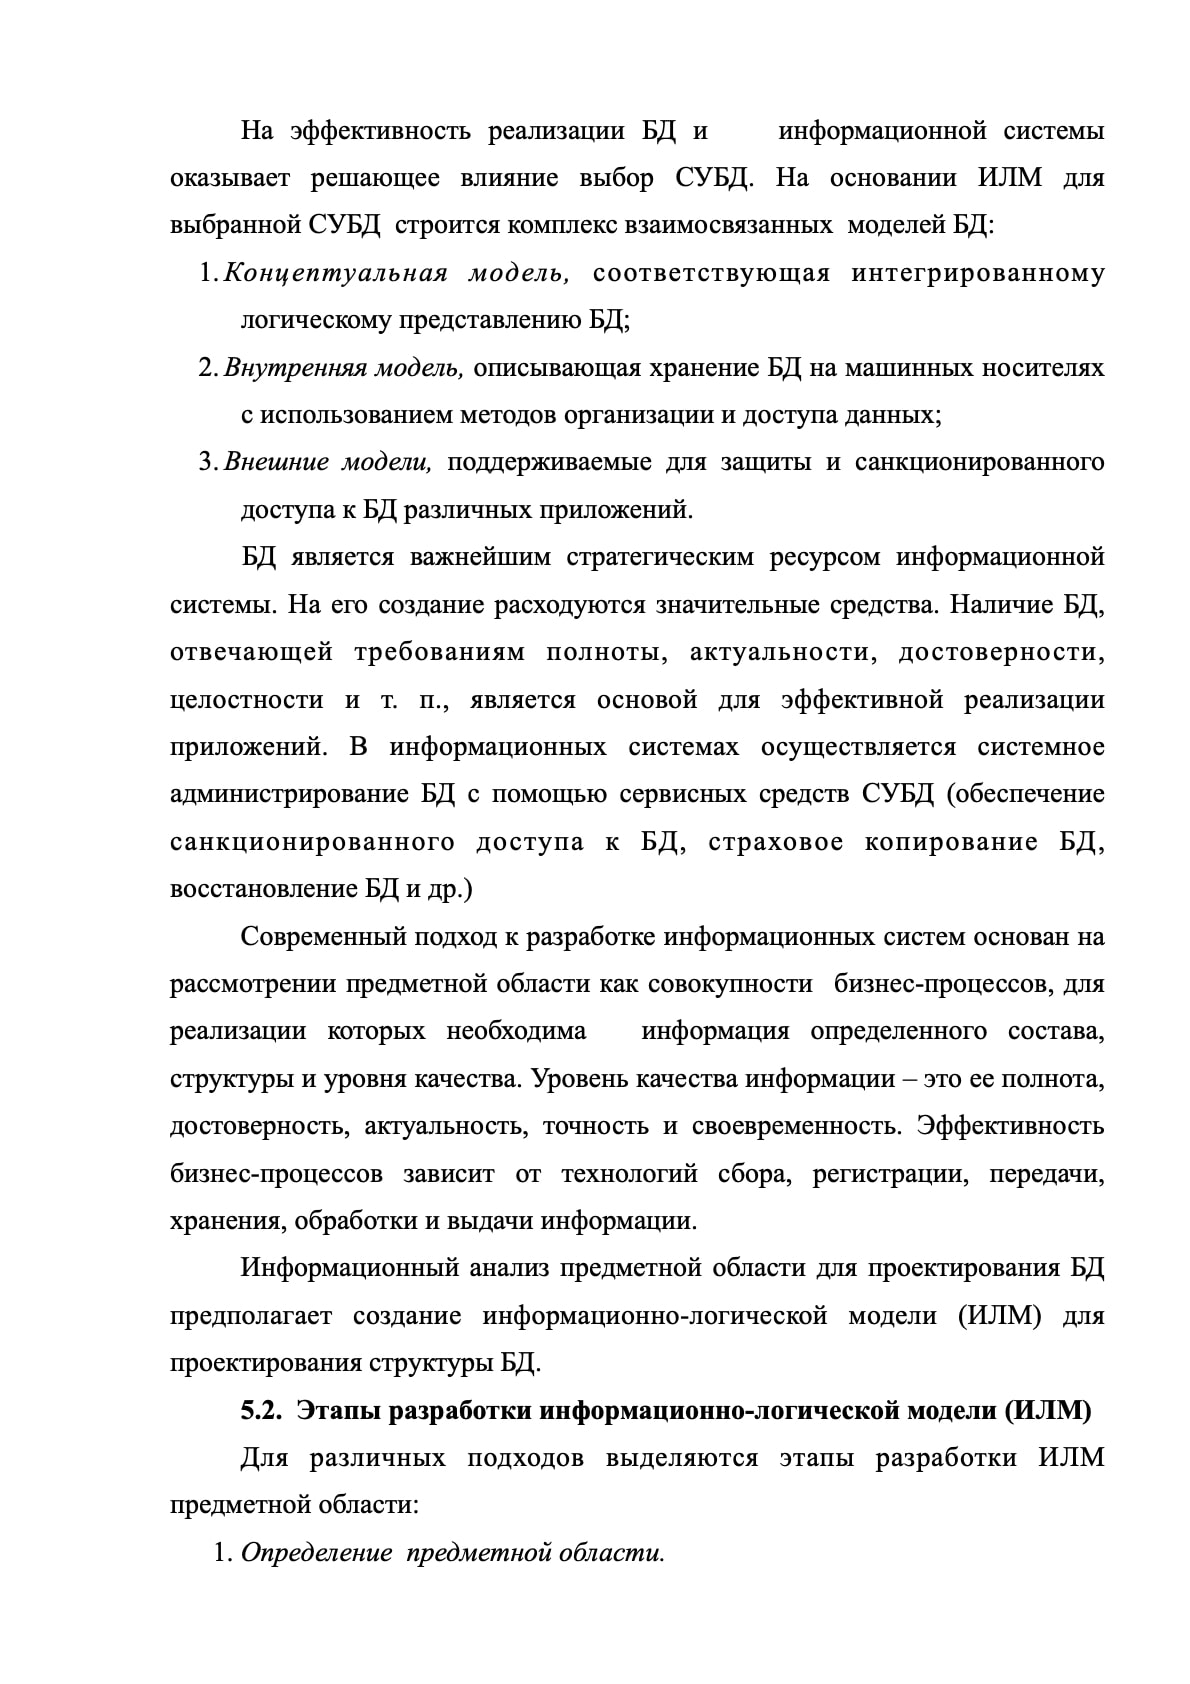 На эффективность реализации БД и информационной системы
оказывает решающее влияние выбор СУБД. На основании ИЛМ для
выбранной СУБД строится комплекс взаимосвязанных моделей БД:
1. Концептуальная модель, соответствующая интегрированному
логическому представлению БД;
2. Внутренняя модель, описывающая хранение БД на машинных носителях
с использованием методов организации и доступа данных;
3. Внешние модели, поддерживаемые для защиты и санкционированного
доступа к БД различных приложений.
БД является важнейшим стратегическим ресурсом информационной
системы. На его создание расходуются значительные средства. Наличие БД,
отвечающей требованиям полноты, актуальности, достоверности,
целостности и т. п., является основой для эффективной реализации
приложений. В информационных системах осуществляется системное
администрирование БД с помощью сервисных средств СУБД (обеспечение
санкционированного доступа к БД, страховое копирование БД,
восстановление БД и др.)
Современный подход к разработке информационных систем основан на
рассмотрении предметной области как совокупности бизнес-процессов, для
реализации которых необходима информация определенного состава,
структуры и уровня качества. Уровень качества информации – это ее полнота,
достоверность, актуальность, точность и своевременность. Эффективность
бизнес-процессов зависит от технологий сбора, регистрации, передачи,
хранения, обработки и выдачи информации.
Информационный анализ предметной области для проектирования БД
предполагает создание информационно-логической модели (ИЛМ) для
проектирования структуры БД.
5.2. Этапы разработки информационно-логической модели (ИЛМ)
Для различных подходов выделяются этапы разработки ИЛМ
предметной области:
1. Определение предметной области.